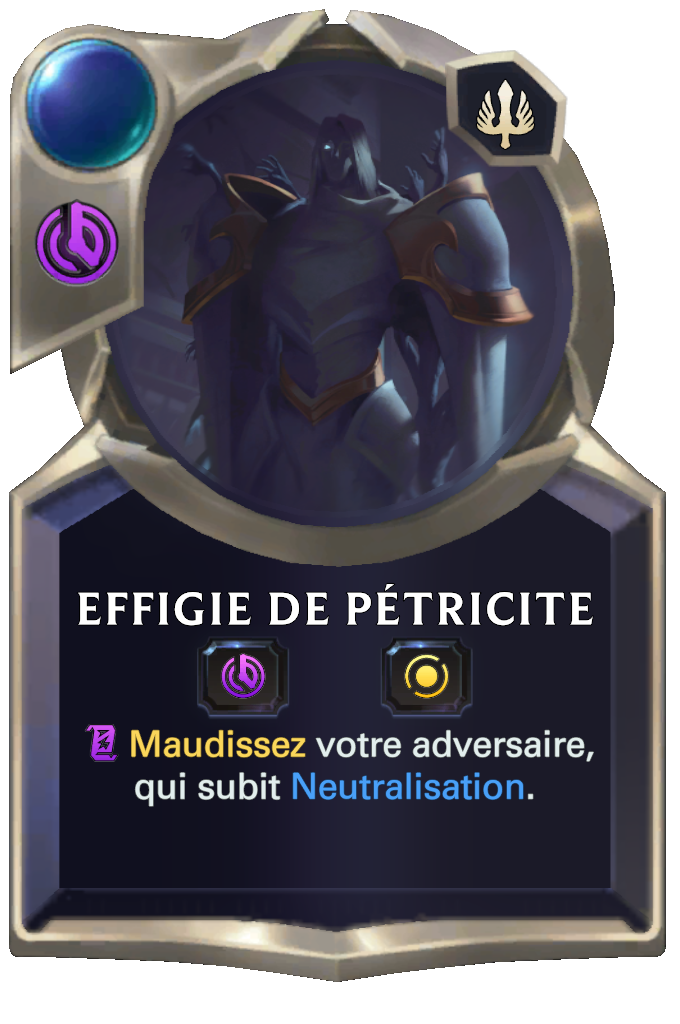 EFFIGIE DE PÉTRICITE
Maudissez votre adversaire,
qui subit Neutralisation.